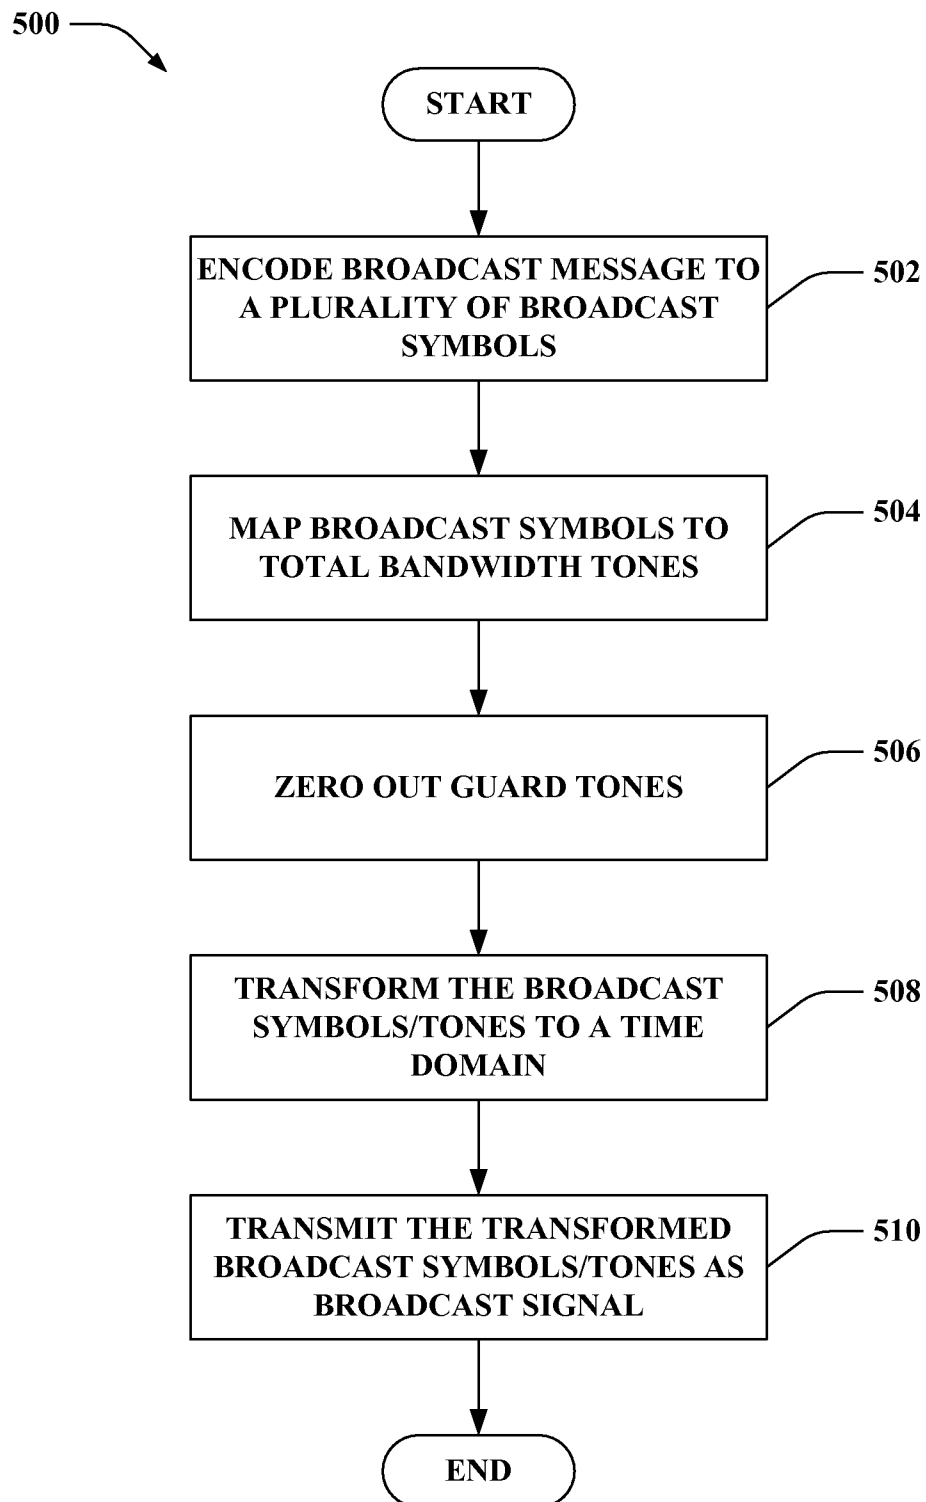 500
START
ENCODE BROADCAST MESSAGE TO
A PLURALITY OF BROADCAST
SYMBOLS
502
MAP BROADCAST SYMBOLS TO
TOTAL BANDWIDTH TONES
504
ZERO OUT GUARD TONES
506
TRANSFORM THE BROADCAST
SYMBOLS/TONES TO A TIME
DOMAIN
508
TRANSMIT THE TRANSFORMED
BROADCAST SYMBOLS/TONES AS
BROADCAST SIGNAL
510
END